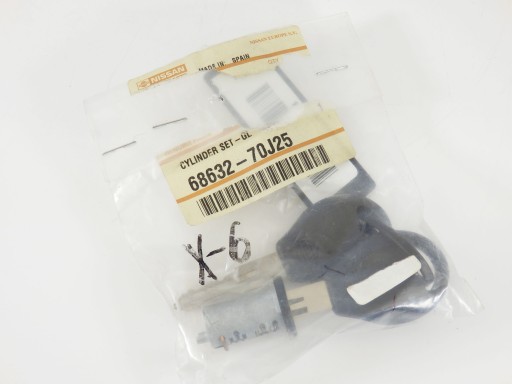 NISSAN
MADE IN SPAIN
CYLINDER SET-GL
68632-70J25
X-6